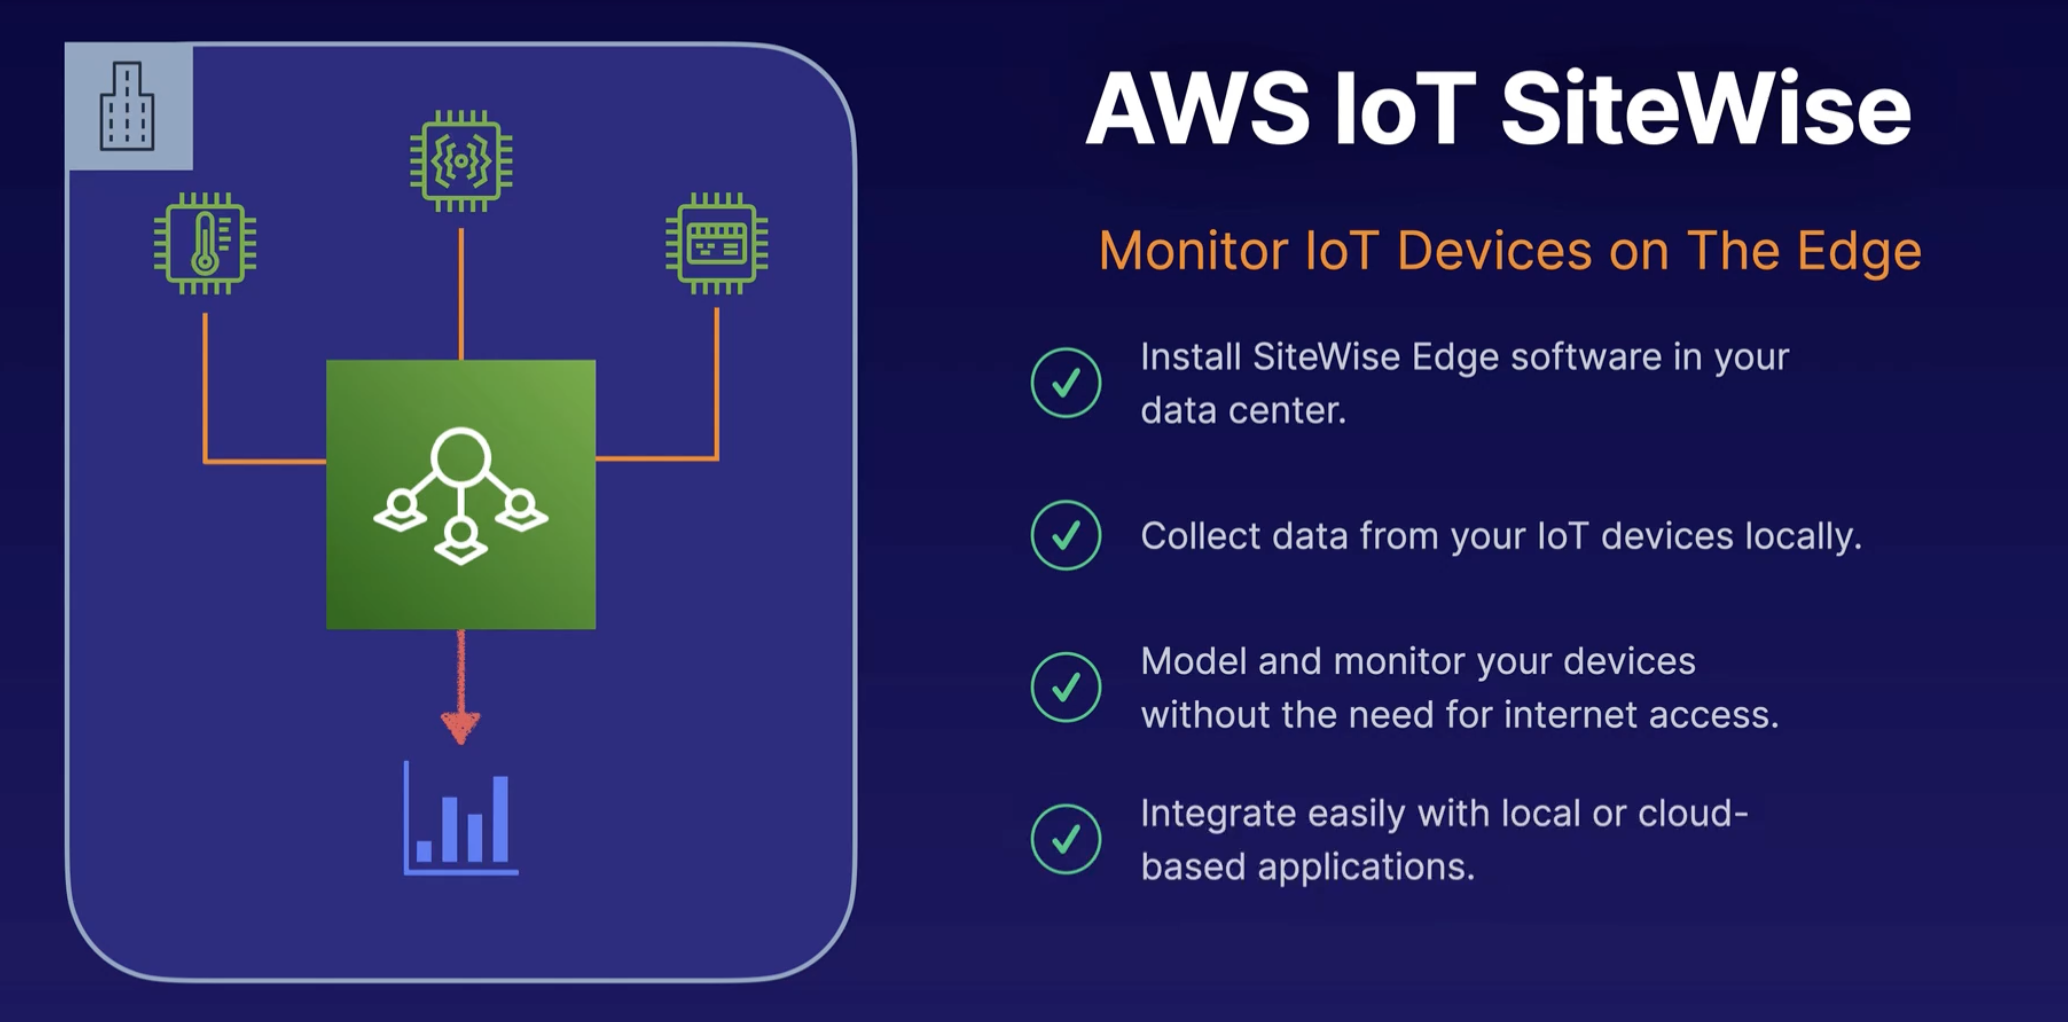 AWS IoT SiteWise
Monitor IoT Devices on The Edge
Install SiteWise Edge software in your
data center.
Collect data from your IoT devices locally.
Model and monitor your devices
without the need for internet access.
Integrate easily with local or cloud-
based applications.